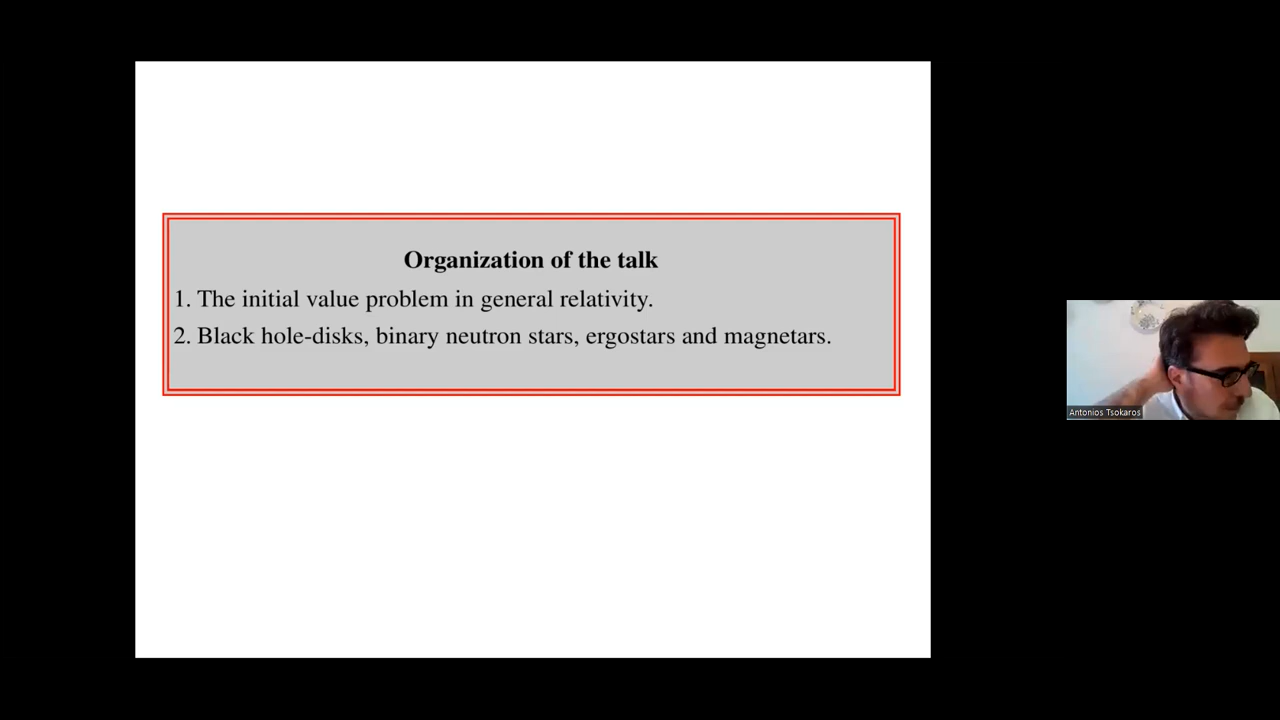 Organization of the talk
1. The initial value problem in general relativity.
2. Black hole-disks, binary neutron stars, ergostars and magnetars.
Antonios Tsokaros